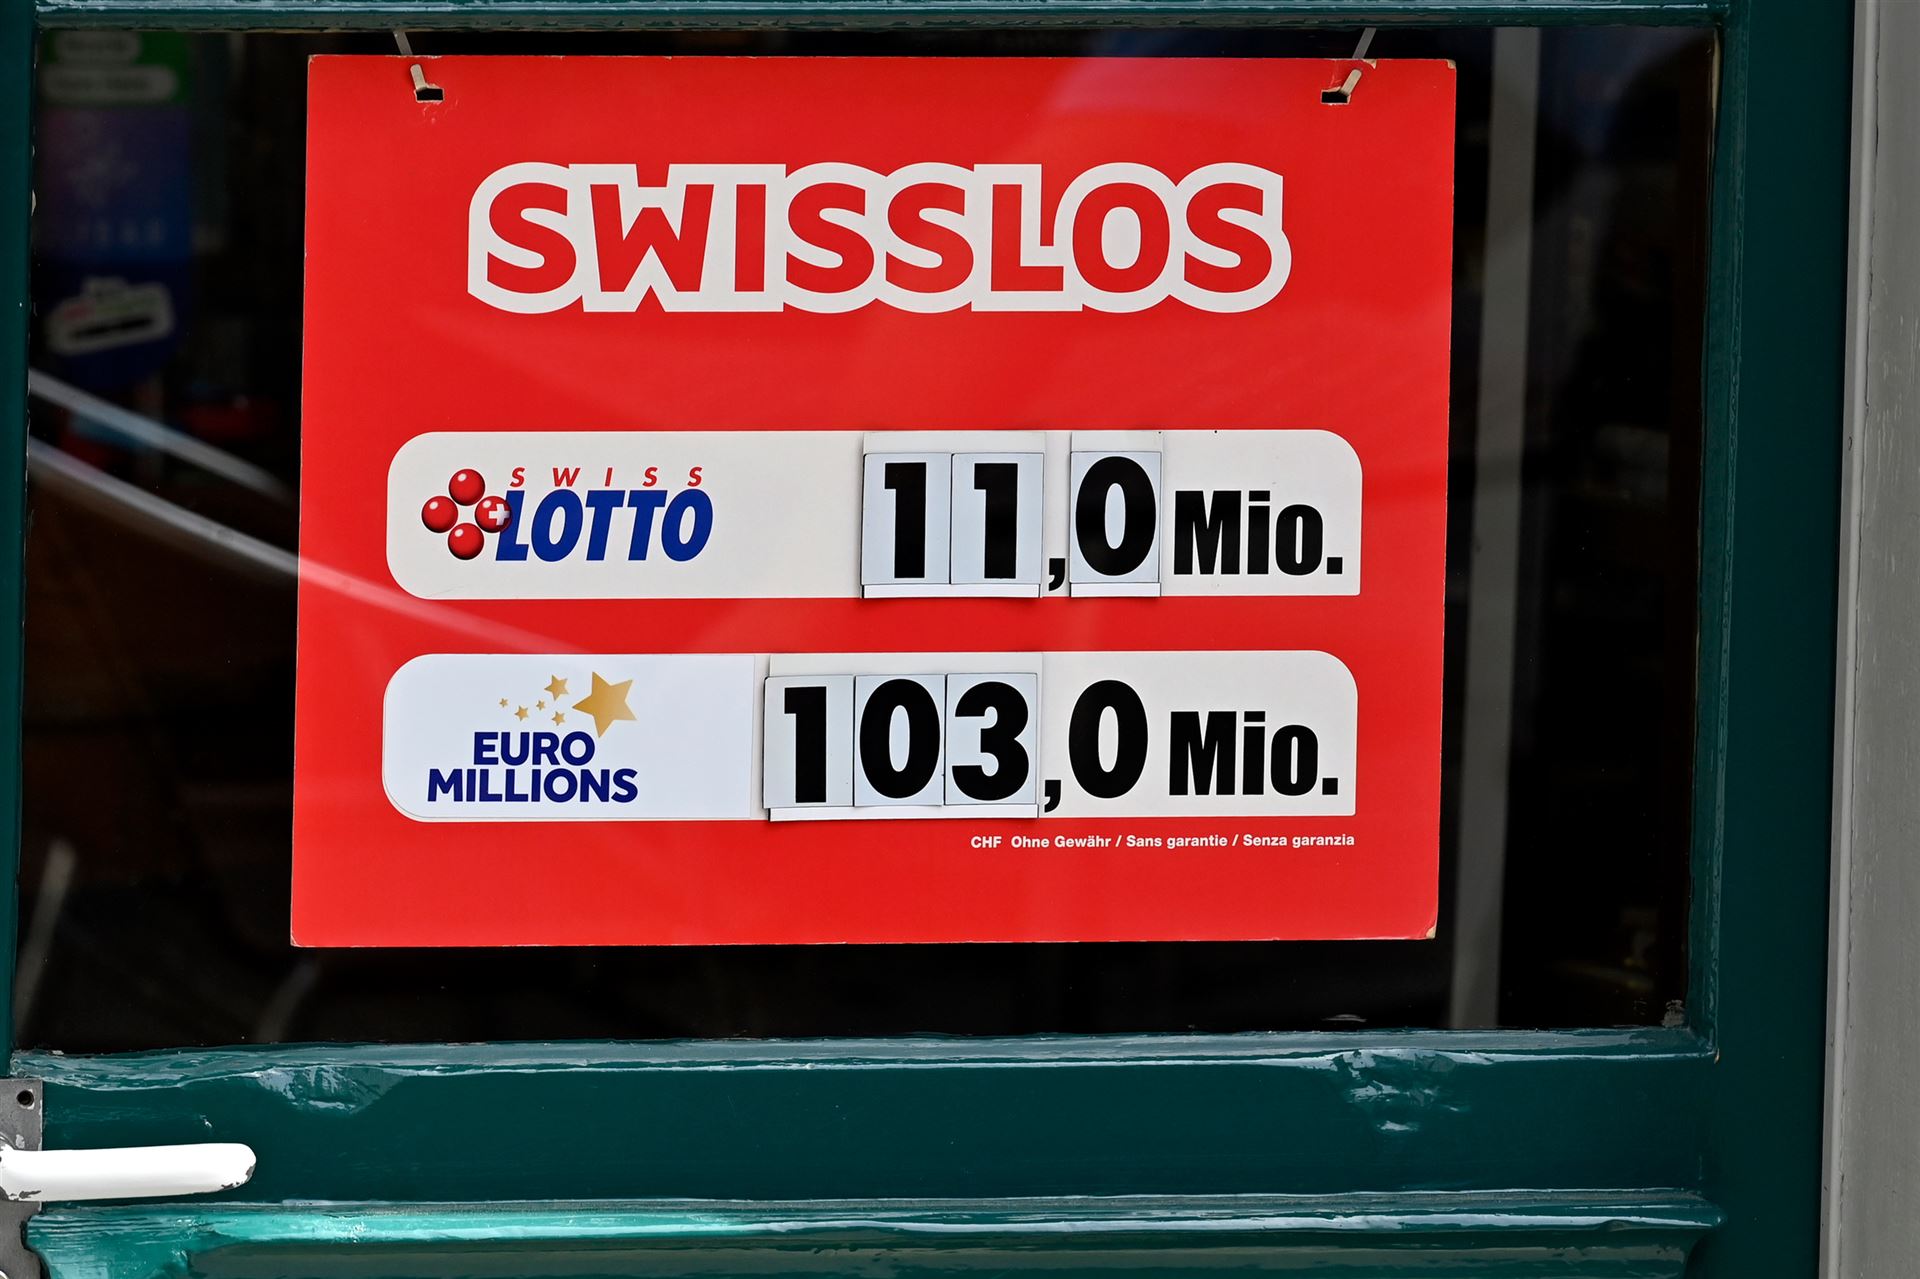 SWISSLOS
SWISS
LOTTO
11,0 Mio.
EURO
MILLIONS
103,0 Mio.
CHF Ohne Gewähr / Sans garantie / Senza garanzia